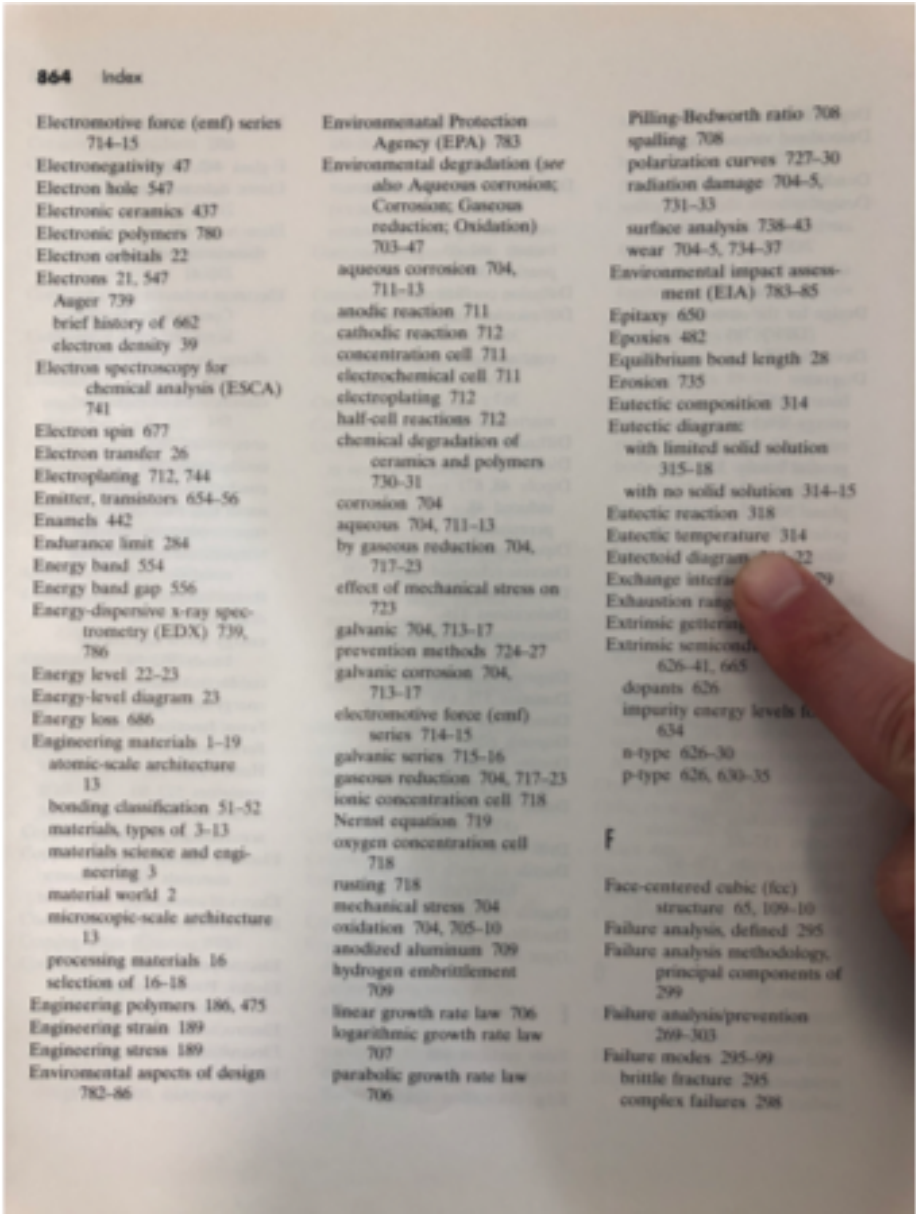 864 Index
Electromotive force (emf) series
714–15
Electronegativity 47
Electron hole 547
Electronic ceramics 437
Electronic polymers 780
Electron orbitals 22
Electrons 21, 547
Auger 739
brief history of 662
electron density 39
Electron spectroscopy for
chemical analysis (ESCA)
741
Electron spin 677
Electron transfer 26
Electroplating 712, 744
Emitter, transistors 654–56
Enamels 442
Endurance limit 284
Energy band 554
Energy band gap 556
Energy-dispersive x-ray spec-
trometry (EDX) 739,
786
Energy level 22–23
Energy-level diagram 23
Energy loss 686
Engineering materials 1–19
atomic-scale architecture
13
bonding classification 51–52
materials, types of 3–13
materials science and engi-
neering 3
material world 2
microscopic-scale architecture
13
processing materials 16
selection of 16–18
Engineering polymers 186, 475
Engineering strain 189
Engineering stress 189
Enviromental aspects of design
782–86
Environmenatal Protection
Agency (EPA) 783
Environmental degradation (see
also Aqueous corrosion;
Corrosion; Gaseous
reduction; Oxidation)
703–47
aqueous corrosion 704,
711–13
anodic reaction 711
cathodic reaction 712
concentration cell 711
electrochemical cell 711
electroplating 712
half-cell reactions 712
chemical degradation of
ceramics and polymers
730–31
corrosion 704
aqueous 704, 711–13
by gaseous reduction 704,
717–23
effect of mechanical stress on
723
galvanic 704, 713–17
prevention methods 724–27
galvanic corrosion 704,
713–17
electromotive force (emf)
series 714–15
galvanic series 715–16
gaseous reduction 704, 717–23
ionic concentration cell 718
Nernst equation 719
oxygen concentration cell
718
rusting 718
mechanical stress 704
oxidation 704, 705–10
anodized aluminum 709
hydrogen embrittlement
709
linear growth rate law 706
logarithmic growth rate law
707
parabolic growth rate law
706
Pilling-Bedworth ratio 708
spalling 708
polarization curves 727–30
radiation damage 704–5,
731–33
surface analysis 738–43
wear 704–5, 734–37
Environmental impact assess-
ment (EIA) 783–85
Epitaxy 650
Epoxies 482
Equilibrium bond length 28
Erosion 735
Eutectic composition 314
Eutectic diagram:
with limited solid solution
315–18
with no solid solution 314–15
Eutectic reaction 318
Eutectic temperature 314
Eutectoid diagram
Exchange
Exhaustion
Extrinsic gettering
Extrinsic
626–41, 665
dopants 626
impurity energy levels
634
n-type 626–30
p-type 626, 630–35
F
Face-centered cubic (fcc)
structure 65, 109–10
Failure analysis, defined 295
Failure analysis methodology,
principal components of
299
Failure analysis/prevention
269–303
Failure modes 295–99
brittle fracture 295
complex failures 298